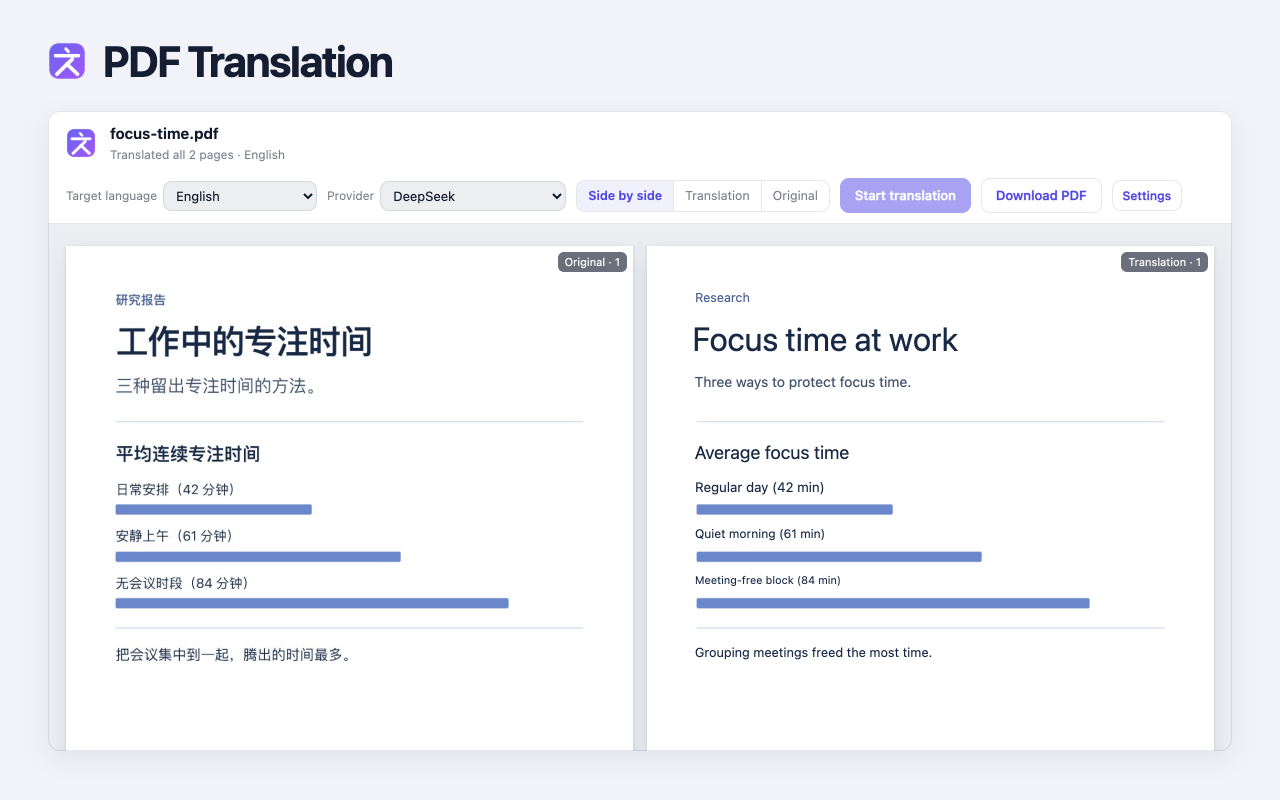 文 PDF Translation
文 focus-time.pdf
Translated all 2 pages · English
Target language English Provider DeepSeek Side by side Translation Original Start translation Download PDF Settings
Original · 1
研究报告
工作中的专注时间
三种留出专注时间的方法。
平均连续专注时间
日常安排（42 分钟）
安静上午（61 分钟）
无会议时段（84 分钟）
把会议集中到一起，腾出的时间最多。
Translation · 1
Research
Focus time at work
Three ways to protect focus time.
Average focus time
Regular day (42 min)
Quiet morning (61 min)
Meeting-free block (84 min)
Grouping meetings freed the most time.